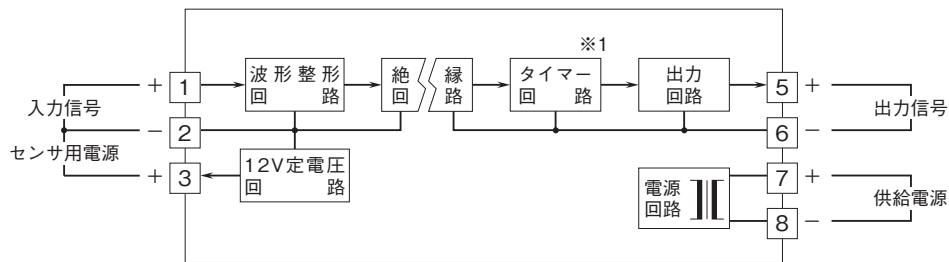 ※1
波形整形
回路
絶縁
回路
タイマー
回路
出力
回路
+ 1
5 +
入力信号
出力信号
− 2
6 −
センサ用電源
12V定電圧
回路
+ 3
電源
回路
7 +
供給電源
8 −